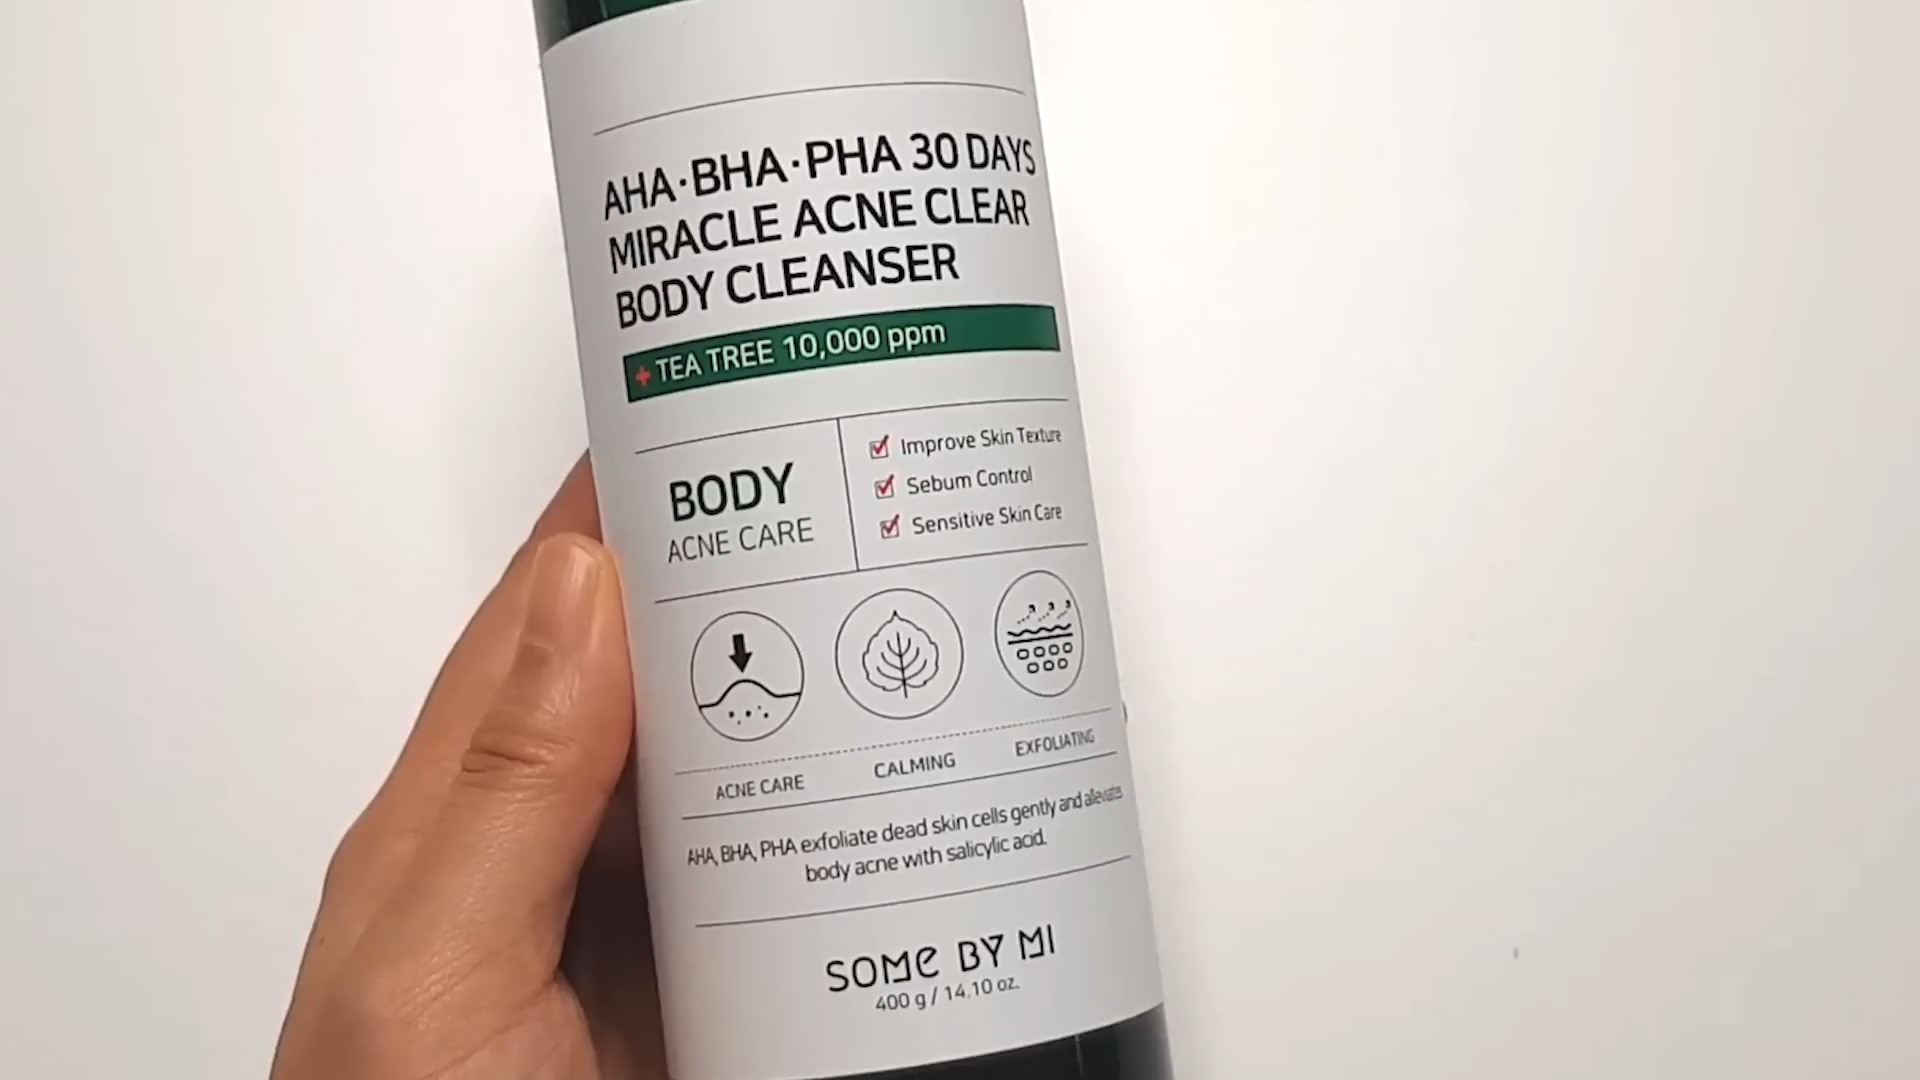 AHA·BHA·PHA 30 DAYS
MIRACLE ACNE CLEAR
BODY CLEANSER
+ TEA TREE 10,000 ppm
BODY
ACNE CARE
Improve Skin Texture
Sebum Control
Sensitive Skin Care
ACNE CARE
CALMING
EXFOLIATING
AHA, BHA, PHA exfoliate dead skin cells gently and alleviates
body acne with salicylic acid.
SOME BY MI
400 g / 14.10 oz.